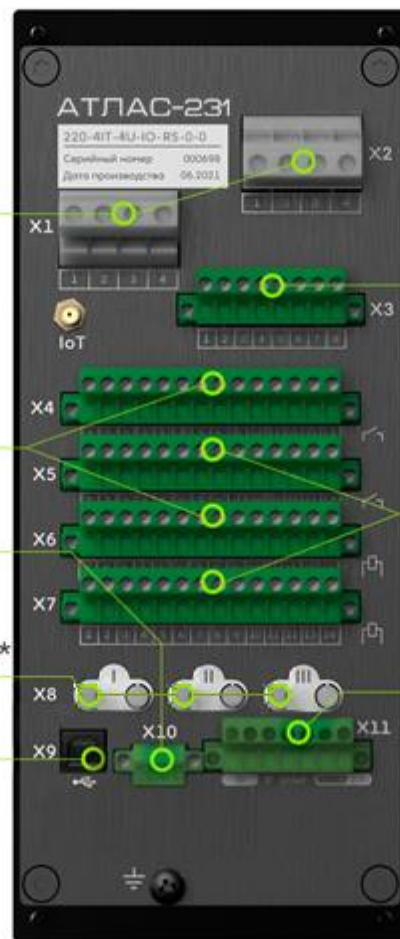 АТЛАС-231
220-4IT-4U-IO-RS-0-0
Серийный номер 000698
Дата производства 06.2021
X2
1 2 3 4
X1
1 2 3 4
X3
IoT
X4
X5
X6
X7
*
I II III
X8
X10
X11
X9